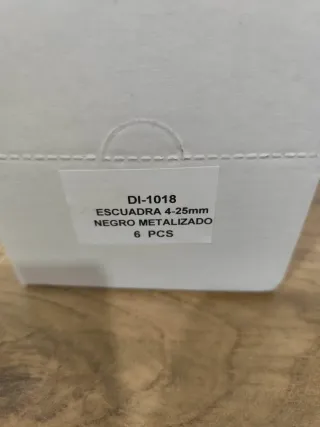 DI-1018
ESCUADRA 4-25mm
NEGRO METALIZADO
6 PCS